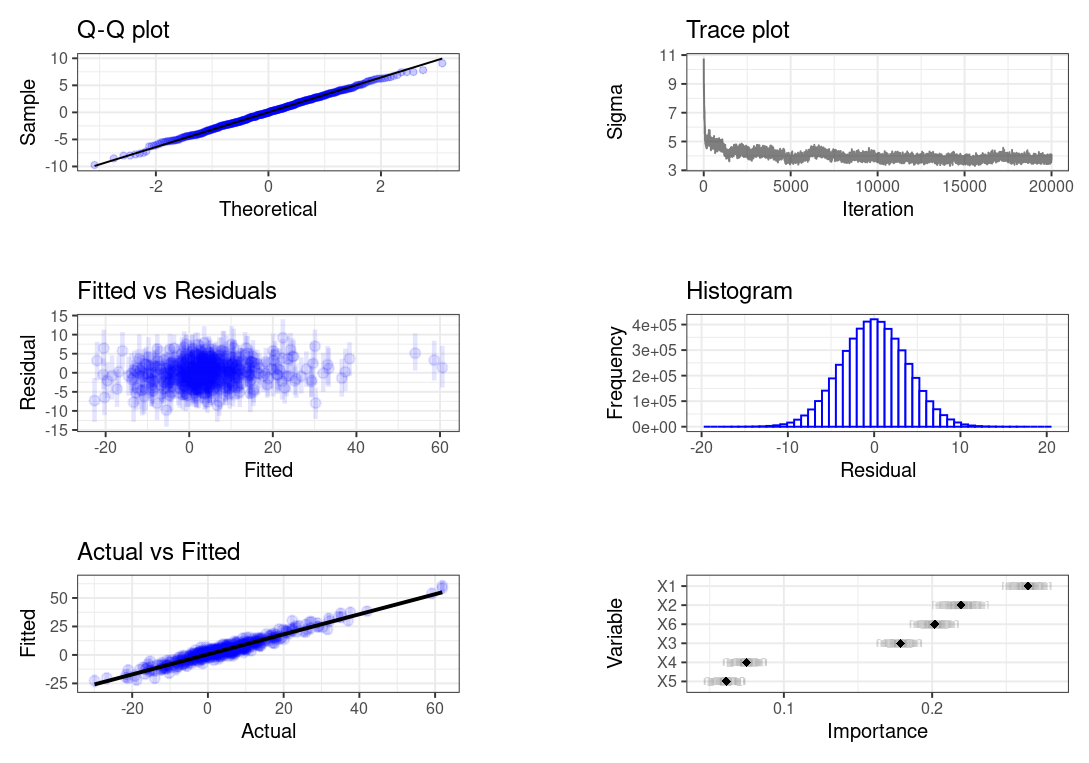 Q-Q plot
10
5
0
-5
-10
Sample
-2 0 2
Theoretical
Trace plot
11
9
7
5
3
Sigma
0 5000 10000 15000 20000
Iteration
Fitted vs Residuals
15
10
5
0
-5
-10
-15
Residual
-20 0 20 40 60
Fitted
Histogram
4e+05
3e+05
2e+05
1e+05
0e+00
Frequency
-20 -10 0 10 20
Residual
Actual vs Fitted
50
25
0
-25
Fitted
-20 0 20 40 60
Actual
X1
X2
X6
X3
X4
X5
Variable
0.1 0.2
Importance